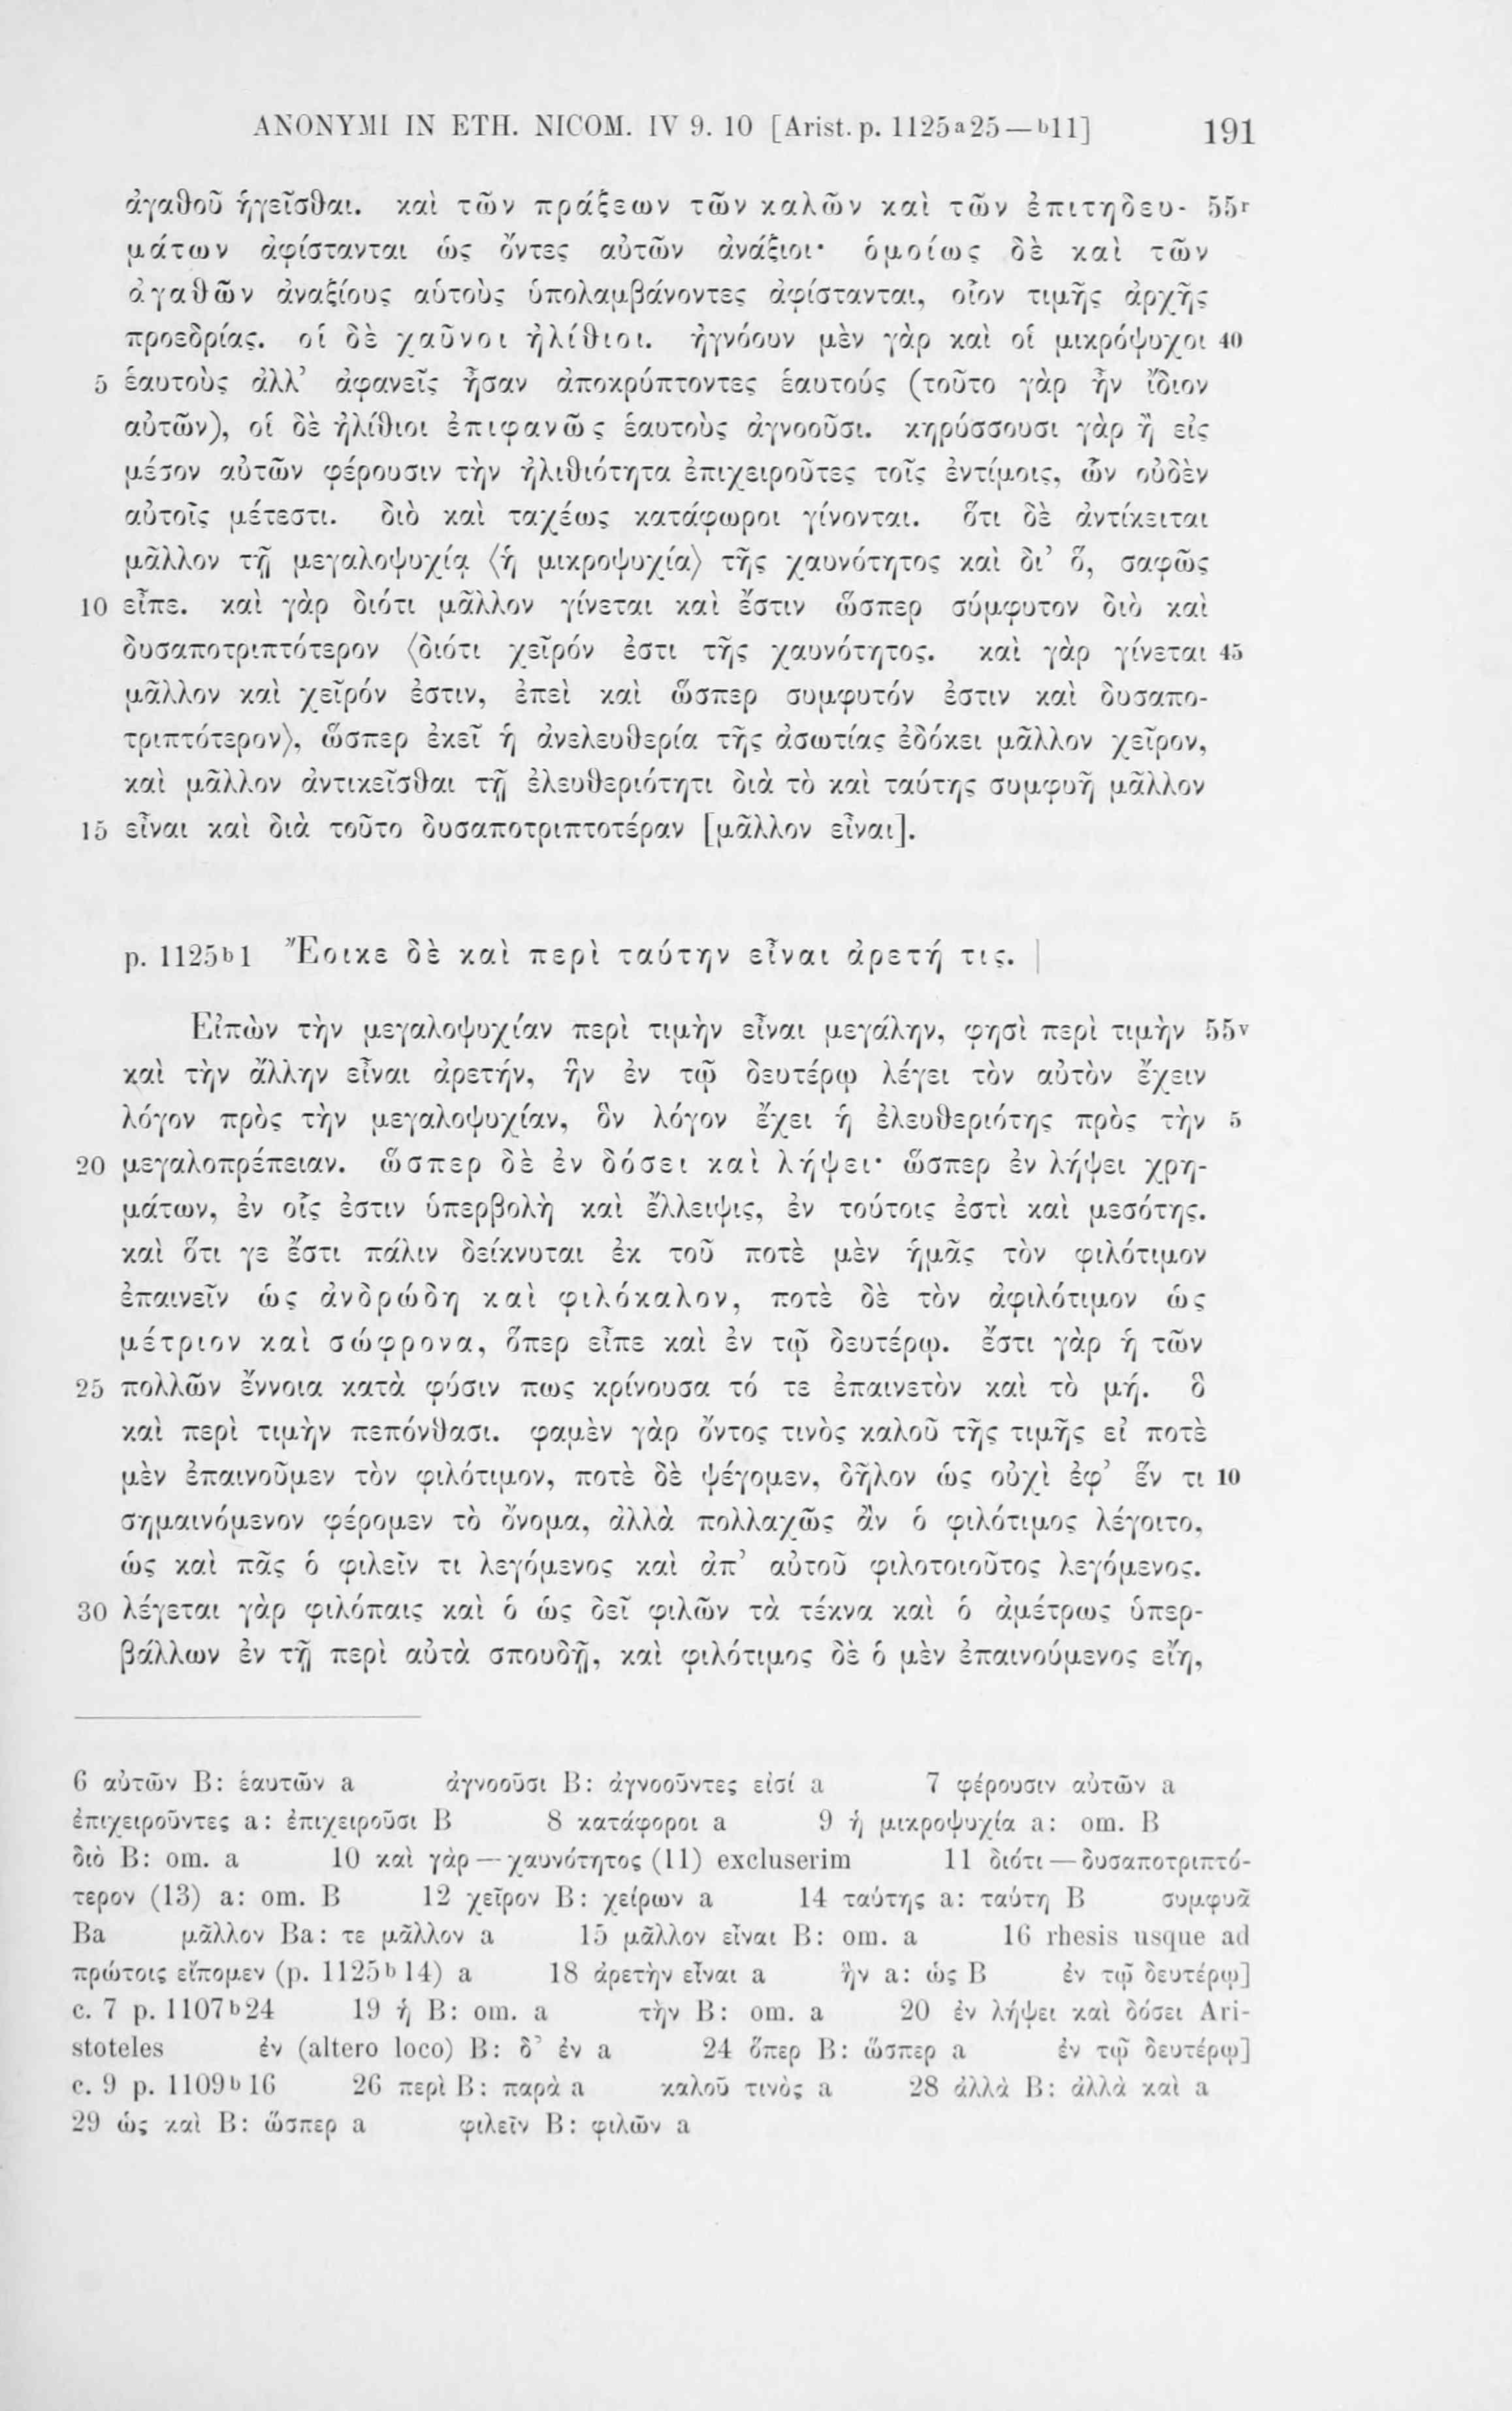 ANONYMI IN ETH. NICOM. IV 9. 10 [Arist. p. 1125ᵃ25—ᵇ11] 191
ἀγαθοῦ ἡγεῖσθαι. καὶ τῶν πράξεων τῶν καλῶν καὶ τῶν ἐπιτηδευ- 55ʳ
μάτων ἀφίστανται ὡς ὄντες αὐτῶν ἀνάξιοι· ὁμοίως δὲ καὶ τῶν
ἀγαθῶν ἀναξίους αὑτοὺς ὑπολαμβάνοντες ἀφίστανται, οἷον τιμῆς ἀρχῆς
προεδρίας. οἱ δὲ χαῦνοι ἠλίθιοι. ἠγνόουν μὲν γὰρ καὶ οἱ μικρόψυχοι 40
5 ἑαυτοὺς ἀλλ’ ἀφανεῖς ἦσαν ἀποκρύπτοντες ἑαυτούς (τοῦτο γὰρ ἦν ἴδιον
αὐτῶν), οἱ δὲ ἠλίθιοι ἐπιφανῶς ἑαυτοὺς ἀγνοοῦσι. κηρύσσουσι γὰρ ἢ εἰς
μέσον αὐτῶν φέρουσιν τὴν ἠλιθιότητα ἐπιχειροῦτες τοῖς ἐντίμοις, ὧν οὐδὲν
αὐτοῖς μέτεστι. διὸ καὶ ταχέως κατάφωροι γίνονται. ὅτι δὲ ἀντίκειται
μᾶλλον τῇ μεγαλοψυχίᾳ ⟨ἡ μικροψυχία⟩ τῆς χαυνότητος καὶ δι’ ὅ, σαφῶς
10 εἶπε. καὶ γὰρ διότι μᾶλλον γίνεται καὶ ἔστιν ὥσπερ σύμφυτον διὸ καὶ
δυσαποτριπτότερον ⟨διότι χεῖρόν ἐστι τῆς χαυνότητος. καὶ γὰρ γίνεται 45
μᾶλλον καὶ χεῖρόν ἐστιν, ἐπεὶ καὶ ὥσπερ συμφυτόν ἐστιν καὶ δυσαπο-
τριπτότερον⟩, ὥσπερ ἐκεῖ ἡ ἀνελευθερία τῆς ἀσωτίας ἐδόκει μᾶλλον χεῖρον,
καὶ μᾶλλον ἀντικεῖσθαι τῇ ἐλευθεριότητι διὰ τὸ καὶ ταύτης συμφυῆ μᾶλλον
15 εἶναι καὶ διὰ τοῦτο δυσαποτριπτοτέραν [μᾶλλον εἶναι].
p. 1125ᵇ1 Ἔοικε δὲ καὶ περὶ ταύτην εἶναι ἀρετή τις. |
Εἰπὼν τὴν μεγαλοψυχίαν περὶ τιμὴν εἶναι μεγάλην, φησὶ περὶ τιμὴν 55ᵛ
καὶ τὴν ἄλλην εἶναι ἀρετήν, ἣν ἐν τῷ δευτέρῳ λέγει τὸν αὐτὸν ἔχειν
λόγον πρὸς τὴν μεγαλοψυχίαν, ὃν λόγον ἔχει ἡ ἐλευθεριότης πρὸς τὴν 5
20 μεγαλοπρέπειαν. ὥσπερ δὲ ἐν δόσει καὶ λήψει· ὥσπερ ἐν λήψει χρη-
μάτων, ἐν οἷς ἐστιν ὑπερβολὴ καὶ ἔλλειψις, ἐν τούτοις ἐστὶ καὶ μεσότης.
καὶ ὅτι γε ἔστι πάλιν δείκνυται ἐκ τοῦ ποτὲ μὲν ἡμᾶς τὸν φιλότιμον
ἐπαινεῖν ὡς ἀνδρώδη καὶ φιλόκαλον, ποτὲ δὲ τὸν ἀφιλότιμον ὡς
μέτριον καὶ σώφρονα, ὅπερ εἶπε καὶ ἐν τῷ δευτέρῳ. ἔστι γὰρ ἡ τῶν
25 πολλῶν ἔννοια κατὰ φύσιν πως κρίνουσα τό τε ἐπαινετὸν καὶ τὸ μή. ὃ
καὶ περὶ τιμὴν πεπόνθασι. φαμὲν γὰρ ὄντος τινὸς καλοῦ τῆς τιμῆς εἰ ποτὲ
μὲν ἐπαινοῦμεν τὸν φιλότιμον, ποτὲ δὲ ψέγομεν, δῆλον ὡς οὐχὶ ἐφ’ ἕν τι 10
σημαινόμενον φέρομεν τὸ ὄνομα, ἀλλὰ πολλαχῶς ἂν ὁ φιλότιμος λέγοιτο,
ὡς καὶ πᾶς ὁ φιλεῖν τι λεγόμενος καὶ ἀπ’ αὐτοῦ φιλοτοιοῦτος λεγόμενος.
30 λέγεται γὰρ φιλόπαις καὶ ὁ ὡς δεῖ φιλῶν τὰ τέκνα καὶ ὁ ἀμέτρως ὑπερ-
βάλλων ἐν τῇ περὶ αὐτὰ σπουδῇ, καὶ φιλότιμος δὲ ὁ μὲν ἐπαινούμενος εἴη,
6 αὐτῶν B: ἑαυτῶν a ἀγνοοῦσι B: ἀγνοοῦντες εἰσί a 7 φέρουσιν αὐτῶν a
ἐπιχειροῦντες a: ἐπιχειροῦσι B 8 κατάφοροι a 9 ἡ μικροψυχία a: om. B
διὸ B: om. a 10 καὶ γὰρ—χαυνότητος (11) excluserim 11 διότι—δυσαποτριπτό-
τερον (13) a: om. B 12 χεῖρον B: χείρων a 14 ταύτης a: ταύτη B συμφυᾶ
Ba μᾶλλον Ba: τε μᾶλλον a 15 μᾶλλον εἶναι B: om. a 16 rhesis usque ad
πρώτοις εἴπομεν (p. 1125ᵇ14) a 18 ἀρετὴν εἶναι a ἣν a: ὡς B ἐν τῷ δευτέρῳ]
c. 7 p. 1107ᵇ24 19 ἡ B: om. a τὴν B: om. a 20 ἐν λήψει καὶ δόσει Ari-
stoteles ἐν (altero loco) B: δ’ ἐν a 24 ὅπερ B: ὥσπερ a ἐν τῷ δευτέρῳ]
c. 9 p. 1109ᵇ16 26 περὶ B: παρὰ a καλοῦ τινὸς a 28 ἀλλὰ B: ἀλλὰ καὶ a
29 ὡς καὶ B: ὥσπερ a φιλεῖν B: φιλῶν a